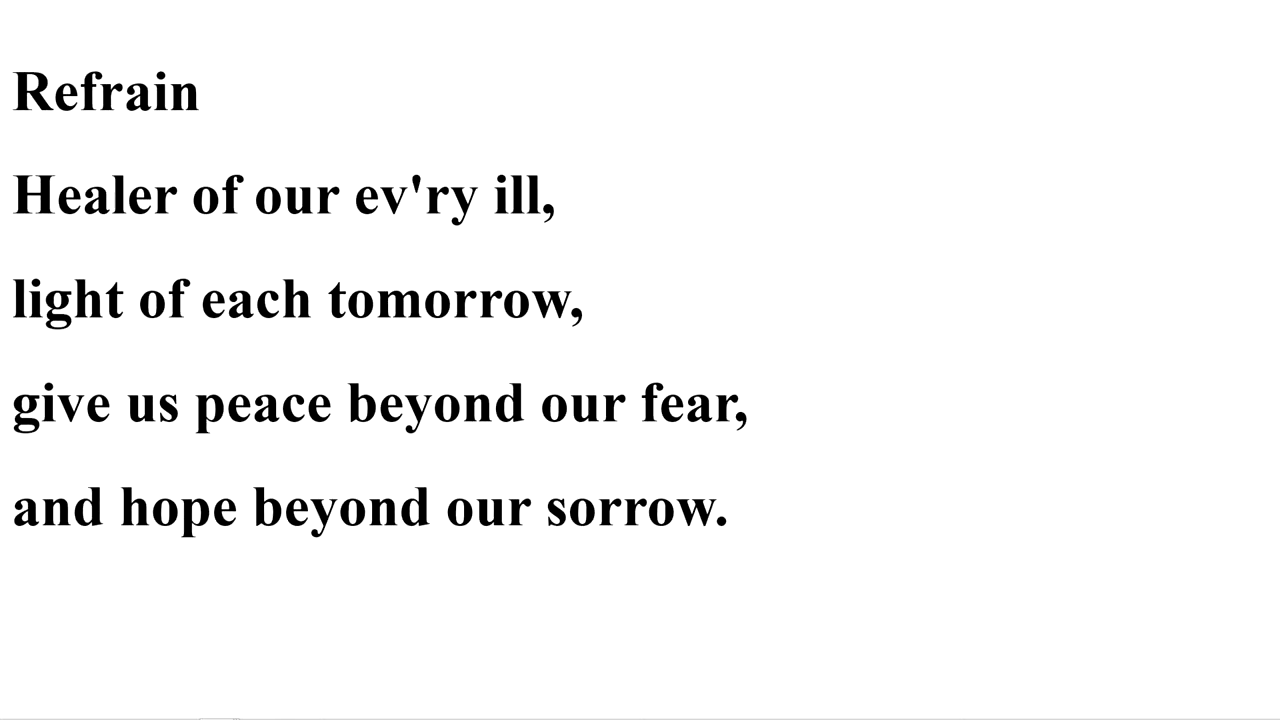 Refrain
Healer of our ev'ry ill,
light of each tomorrow,
give us peace beyond our fear,
and hope beyond our sorrow.